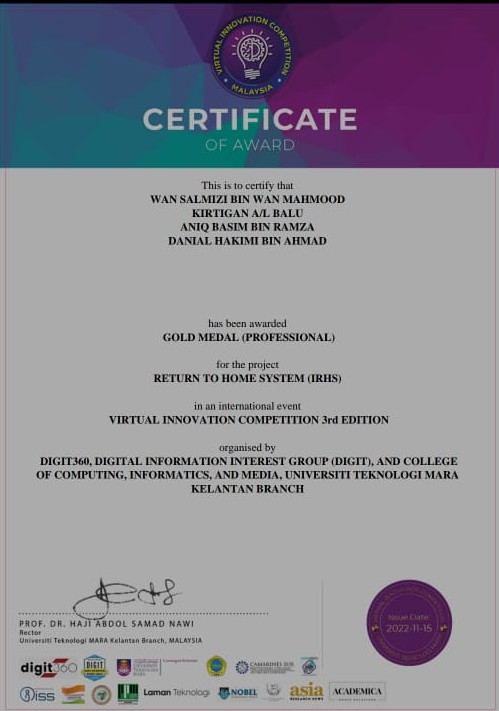 VIRTUAL INNOVATION COMPETITION
MALAYSIA
CERTIFICATE
OF AWARD
This is to certify that
WAN SALMIZI BIN WAN MAHMOOD
KIRTIGAN A/L BALU
ANIQ BASIM BIN RAMZA
DANIAL HAKIMI BIN AHMAD
has been awarded
GOLD MEDAL (PROFESSIONAL)
for the project
RETURN TO HOME SYSTEM (IRHS)
in an international event
VIRTUAL INNOVATION COMPETITION 3rd EDITION
organised by
DIGIT360, DIGITAL INFORMATION INTEREST GROUP (DIGIT), AND COLLEGE
OF COMPUTING, INFORMATICS, AND MEDIA, UNIVERSITI TEKNOLOGI MARA
KELANTAN BRANCH
PROF. DR. HAJI ABDOL SAMAD NAWI
Rector
Universiti Teknologi MARA Kelantan Branch, MALAYSIA
Issue Date:
2022-11-15
digit360
DIGIT
CAMARINES SUR
iss
Laman Teknologi
NOBEL
asia
RESEARCH NEWS
ACADEMICA